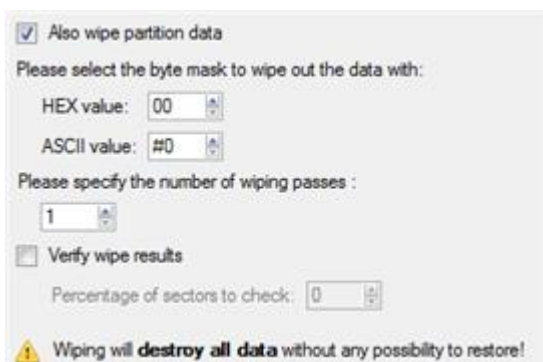 Also wipe partition data
Please select the byte mask to wipe out the data with:
HEX value: 00
ASCII value: #0
Please specify the number of wiping passes :
1
Verify wipe results
Percentage of sectors to check: 0
Wiping will destroy all data without any possibility to restore!